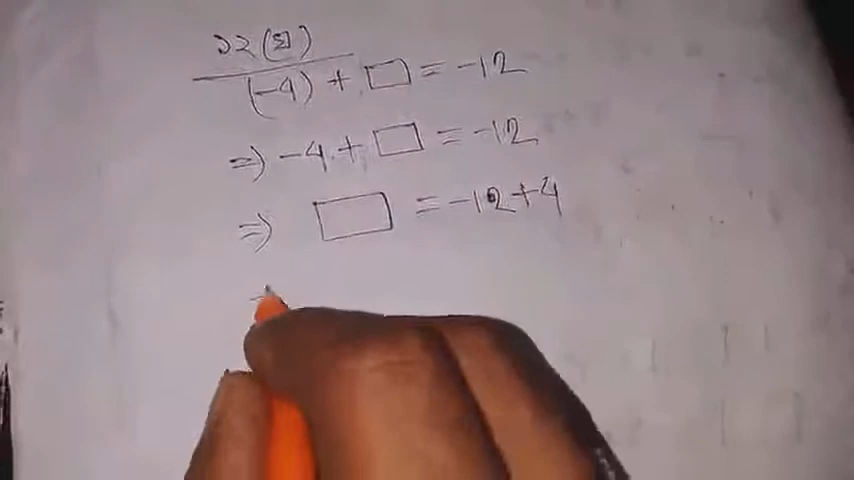 (-4) + □ = -12
⇒ -4 + □ = -12
⇒ □ = -12+4